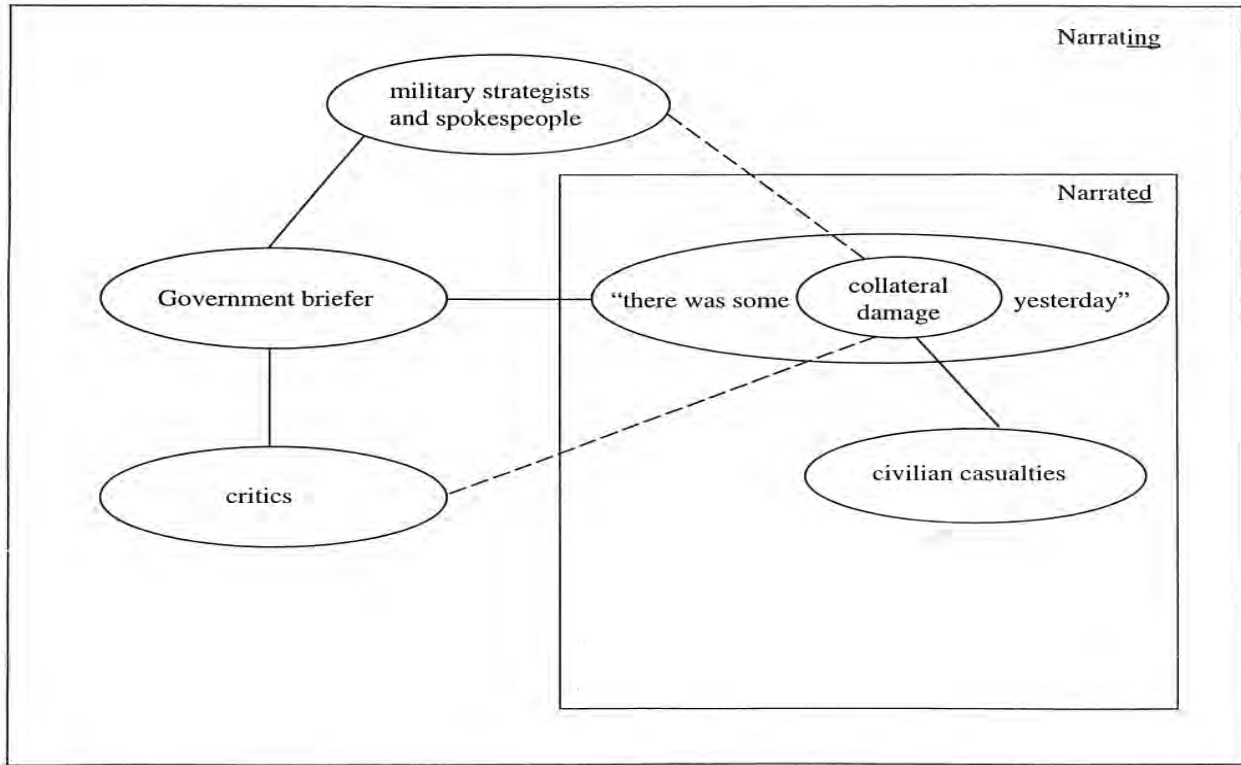 Narrating
military strategists
and spokespeople
Narrated
Government briefer
“there was some
collateral
damage
yesterday”
critics
civilian casualties